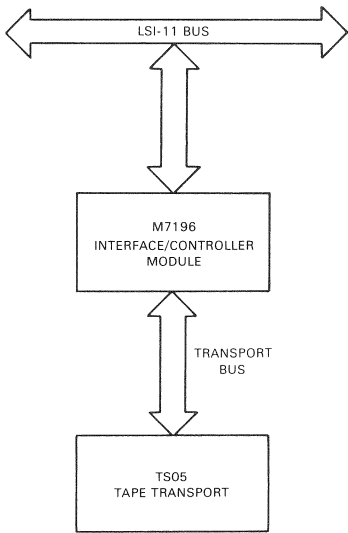 LSI-11 BUS
M7196
INTERFACE/CONTROLLER
MODULE
TRANSPORT
BUS
TS05
TAPE TRANSPORT